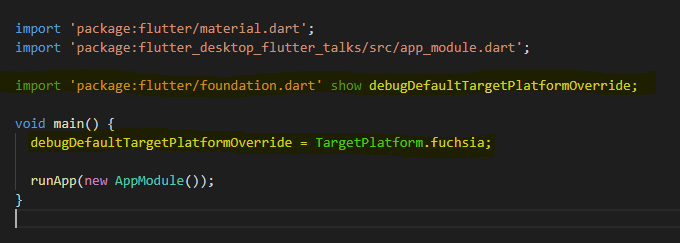 import 'package:flutter/material.dart';
import 'package:flutter_desktop_flutter_talks/src/app_module.dart';
import 'package:flutter/foundation.dart' show debugDefaultTargetPlatformOverride;
void main() {
debugDefaultTargetPlatformOverride = TargetPlatform.fuchsia;
runApp(new AppModule());
}